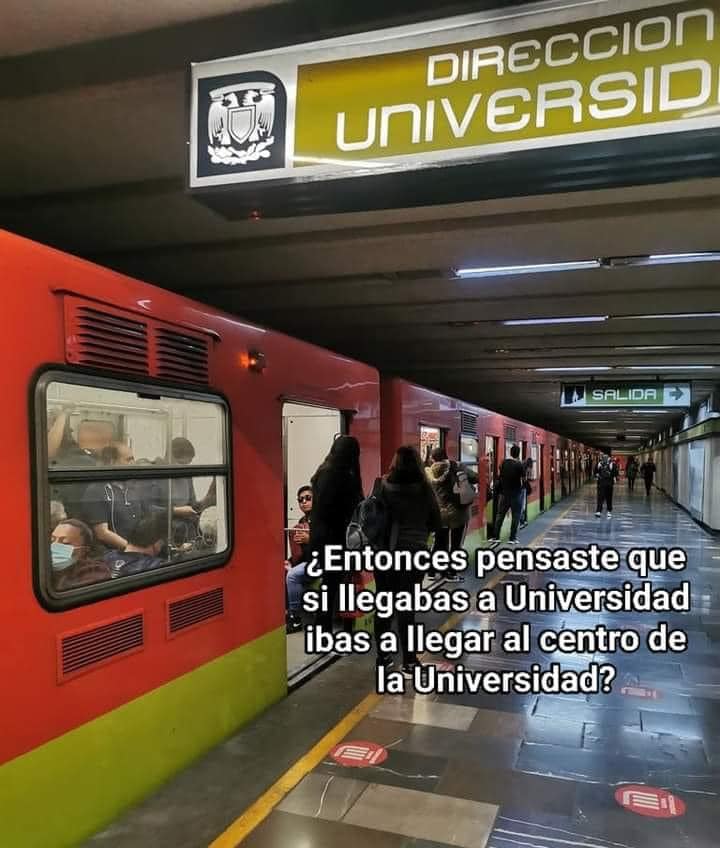 DIRECCION
UNIVERSID
SALIDA
¿Entonces pensaste que
si llegabas a Universidad
ibas a llegar al centro de
la Universidad?